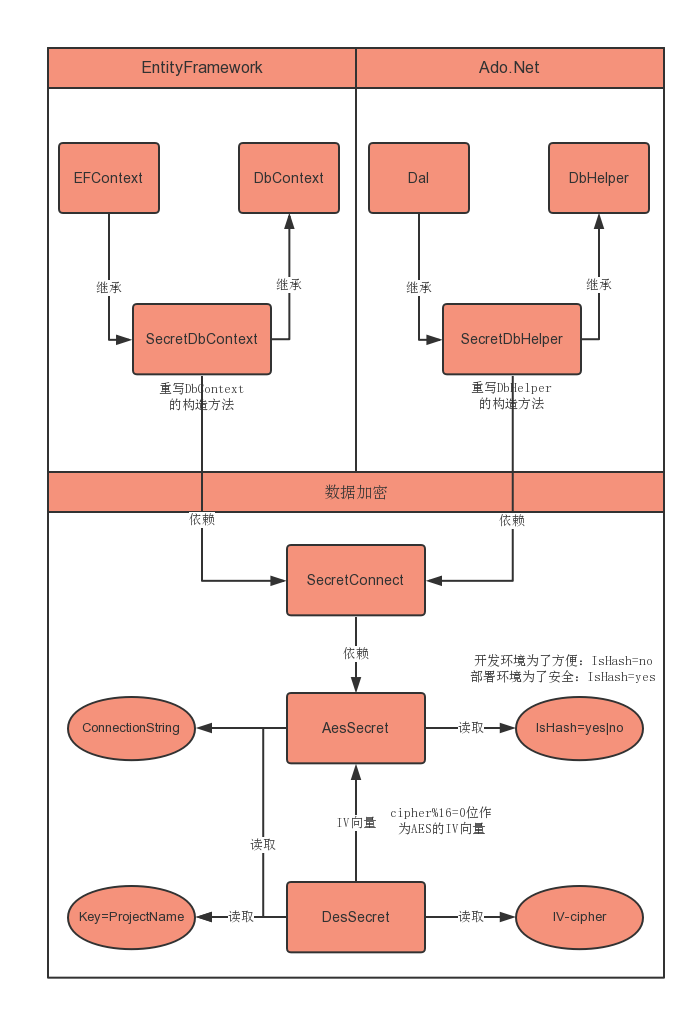 EntityFramework
Ado.Net
EFContext
DbContext
Dal
DbHelper
继承
继承
继承
继承
SecretDbContext
SecretDbHelper
重写DbContext
的构造方法
重写DbHelper
的构造方法
数据加密
依赖
依赖
SecretConnect
依赖
开发环境为了方便: IsHash=no
部署环境为了安全: IsHash=yes
ConnectionString
AesSecret
读取
IsHash=yes|no
IV向量
cipher%16=0位作
为AES的IV向量
读取
Key=ProjectName
读取
DesSecret
读取
IV-cipher